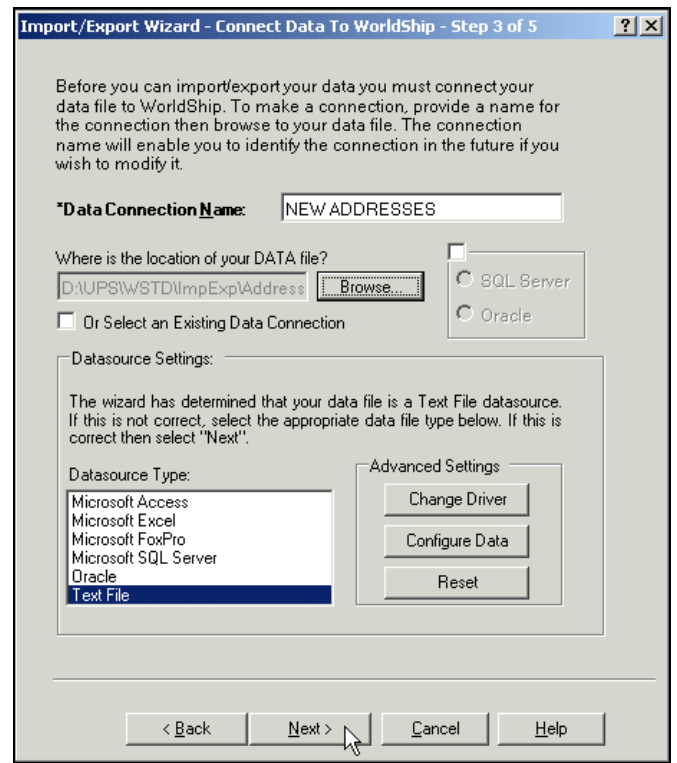 Import/Export Wizard - Connect Data To WorldShip - Step 3 of 5
Before you can import/export your data you must connect your
data file to WorldShip. To make a connection, provide a name for
the connection then browse to your data file. The connection
name will enable you to identify the connection in the future if you
wish to modify it.
*Data Connection Name: NEW ADDRESSES
Where is the location of your DATA file?
D:\UPS\WSTD\ImpExp\Address Browse...
SQL Server
Oracle
Or Select an Existing Data Connection
Datasource Settings:
The wizard has determined that your data file is a Text File datasource.
If this is not correct, select the appropriate data file type below. If this is
correct then select "Next".
Datasource Type:
Microsoft Access
Microsoft Excel
Microsoft FoxPro
Microsoft SQL Server
Oracle
Text File
Advanced Settings
Change Driver
Configure Data
Reset
< Back Next > Cancel Help